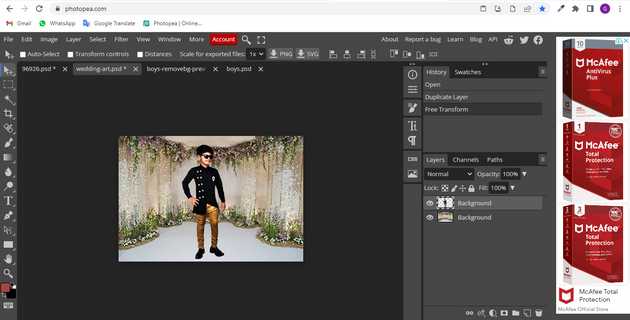 photopea.com
Gmail WhatsApp Google Translate Photopea | Online...
File Edit Image Layer Select Filter View Window More Account About Report a bug Learn Blog API
Auto-Select Transform controls Distances Scale for exported files: 1x PNG SVG
96926.psd * wedding-art.psd * boys-removebg-prev boys.psd
History Swatches
Open
Duplicate Layer
Free Transform
Layers Channels Paths
Normal Opacity: 100%
Lock: Fill: 100%
Background
Background
10
McAfee
AntiVirus
Plus
1
McAfee
Total
Protection
3
McAfee
Total
Protection
McAfee Total
Protection
McAfee Official Store